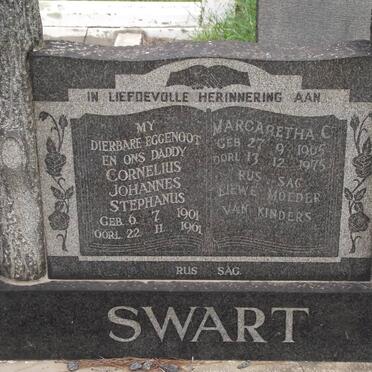 IN LIEFDEVOLLE HERINNERING AAN
MY
DIERBARE EGGENOOT
EN ONS DADDY
CORNELIUS
JOHANNES
STEPHANUS
GEB. 6. 7. 1901
OORL. 22. 11. 1961
MARGARETHA C.
GEB. 27. 9. 1905
OORL. 13. 12. 1975
RUS SAG
LIEWE MOEDER
VAN KINDERS
RUS SAG.
SWART